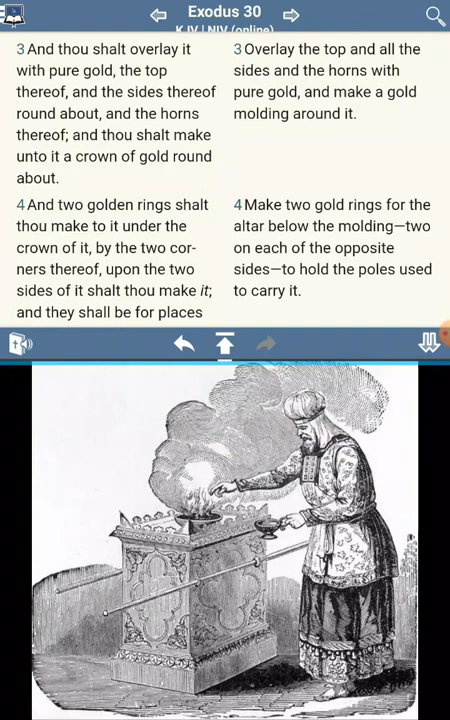 Exodus 30
KJV | NIV (online)
3 And thou shalt overlay it
with pure gold, the top
thereof, and the sides thereof
round about, and the horns
thereof; and thou shalt make
unto it a crown of gold round
about.
4 And two golden rings shalt
thou make to it under the
crown of it, by the two cor-
ners thereof, upon the two
sides of it shalt thou make it;
and they shall be for places
3 Overlay the top and all the
sides and the horns with
pure gold, and make a gold
molding around it.
4 Make two gold rings for the
altar below the molding—two
on each of the opposite
sides—to hold the poles used
to carry it.